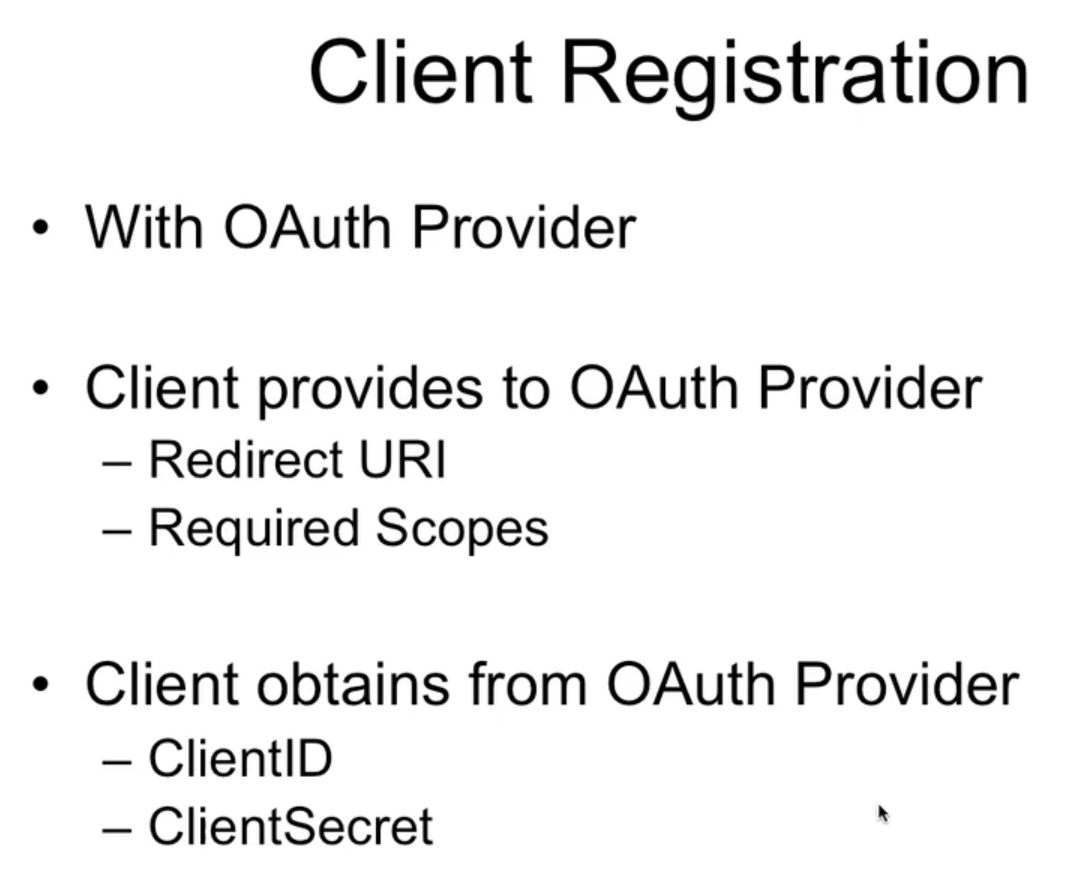 Client Registration
• With OAuth Provider
• Client provides to OAuth Provider
– Redirect URI
– Required Scopes
• Client obtains from OAuth Provider
– ClientID
– ClientSecret